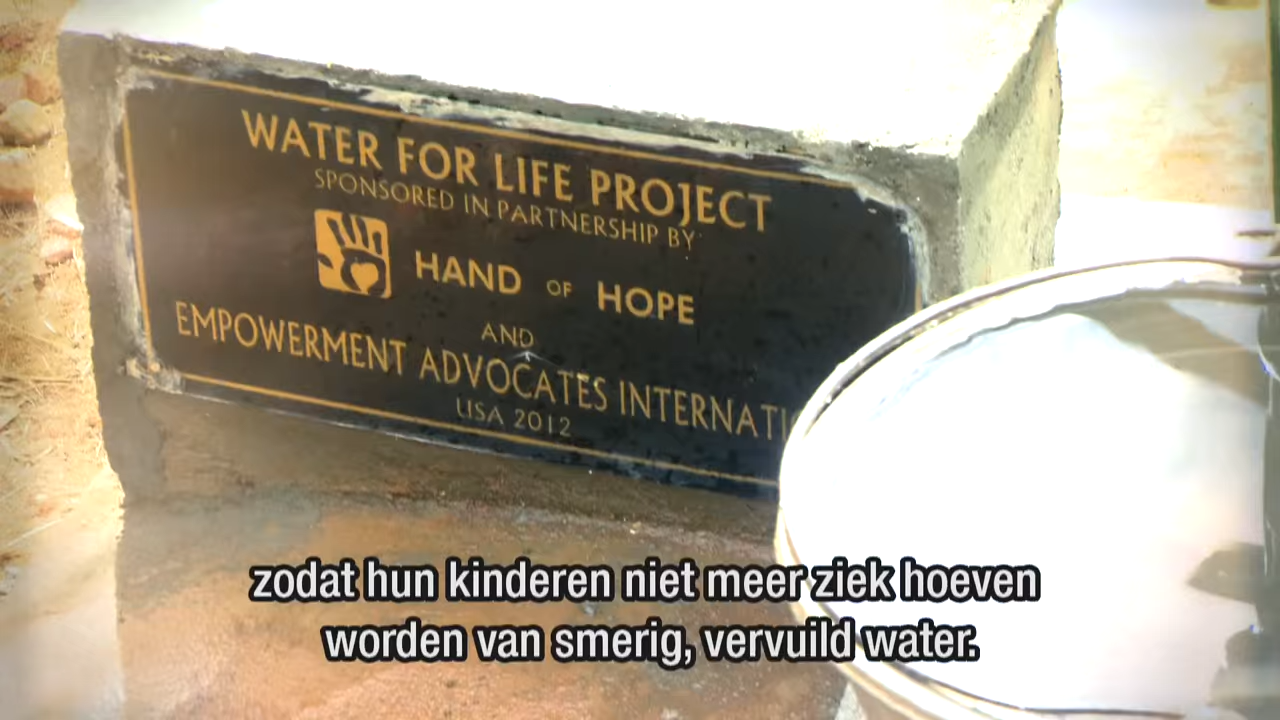 WATER FOR LIFE PROJECT
SPONSORED IN PARTNERSHIP BY:
HAND OF HOPE
AND
EMPOWERMENT ADVOCATES
USA 2012
zodat hun kinderen niet meer ziek hoeven
worden van smerig, vervuild water.